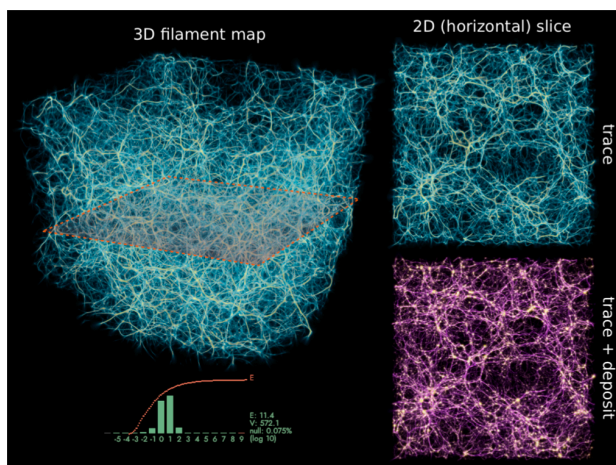 3D filament map
2D (horizontal) slice
trace
trace + deposit
E
E: 11.4
V: 572.1
null: 0.075%
-5 -4 -3 -2 -1 0 1 2 3 4 5 6 7 8 9 (log 10)